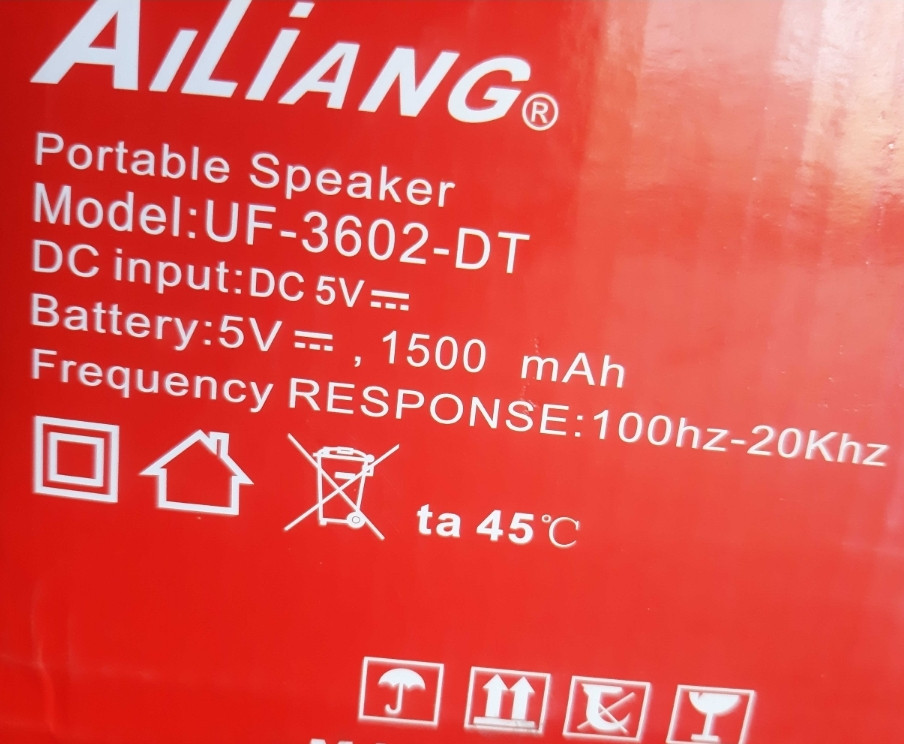 AiLiANG®
Portable Speaker
Model:UF-3602-DT
DC input:DC 5V⎓
Battery:5V⎓ , 1500 mAh
Frequency RESPONSE:100hz-20Khz
ta 45℃